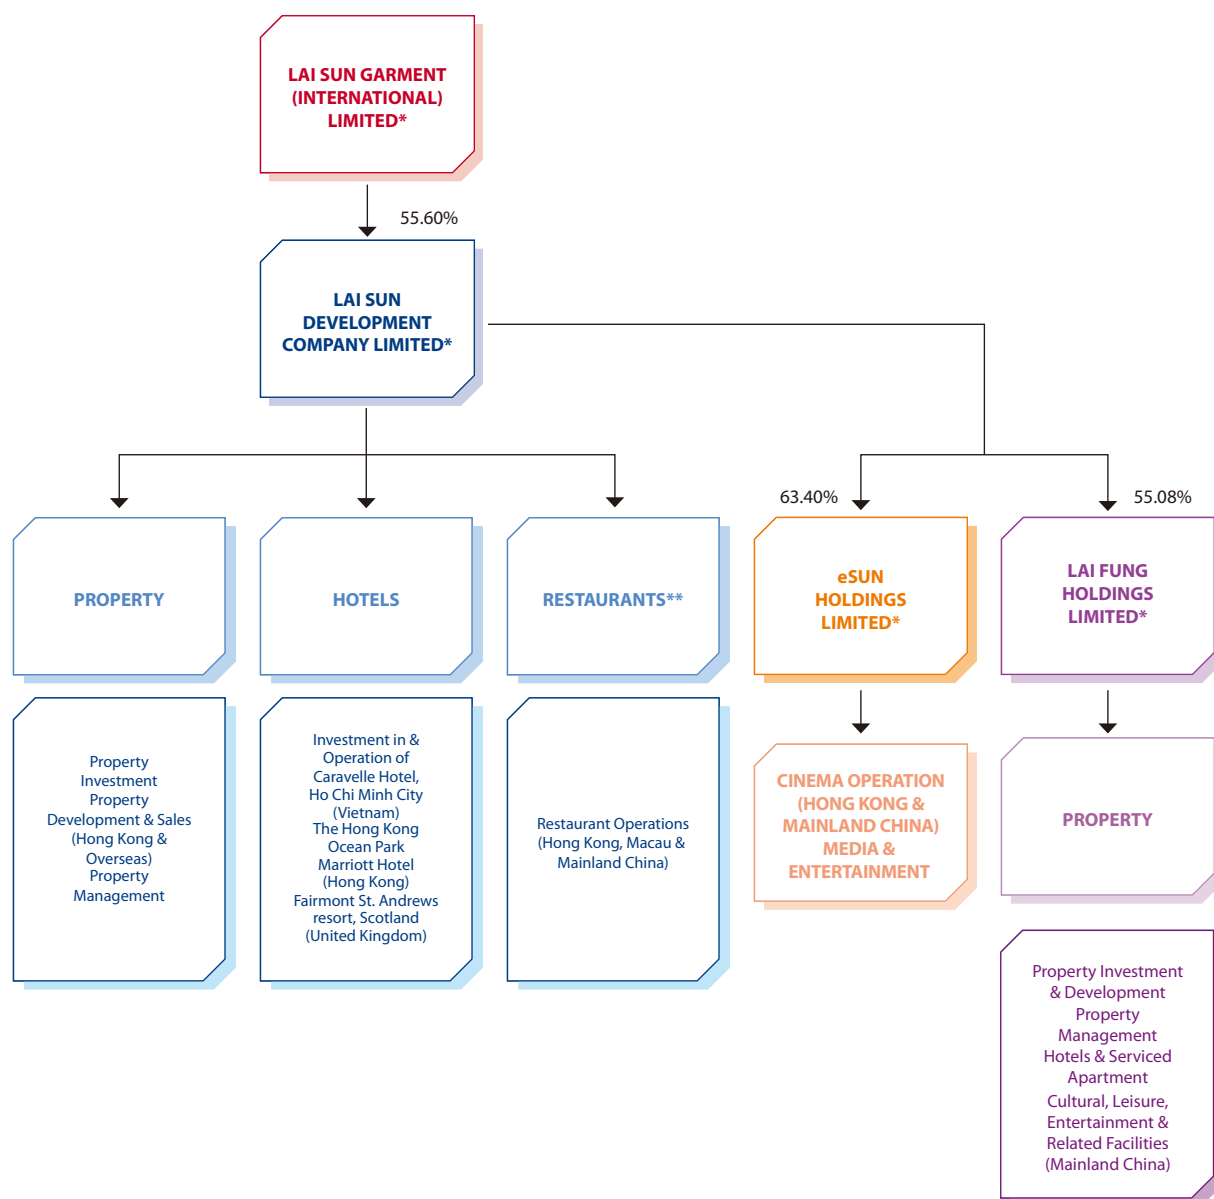 LAI SUN GARMENT
(INTERNATIONAL)
LIMITED*
55.60%
LAI SUN
DEVELOPMENT
COMPANY LIMITED*
63.40%
55.08%
PROPERTY
HOTELS
RESTAURANTS**
eSUN
HOLDINGS
LIMITED*
LAI FUNG
HOLDINGS
LIMITED*
Property
Investment
Property
Development & Sales
(Hong Kong &
Overseas)
Property
Management
Investment in &
Operation of
Caravelle Hotel,
Ho Chi Minh City
(Vietnam)
The Hong Kong
Ocean Park
Marriott Hotel
(Hong Kong)
Fairmont St. Andrews
resort, Scotland
(United Kingdom)
Restaurant Operations
(Hong Kong, Macau &
Mainland China)
CINEMA OPERATION
(HONG KONG &
MAINLAND CHINA)
MEDIA &
ENTERTAINMENT
PROPERTY
Property Investment
& Development
Property
Management
Hotels & Serviced
Apartment
Cultural, Leisure,
Entertainment &
Related Facilities
(Mainland China)